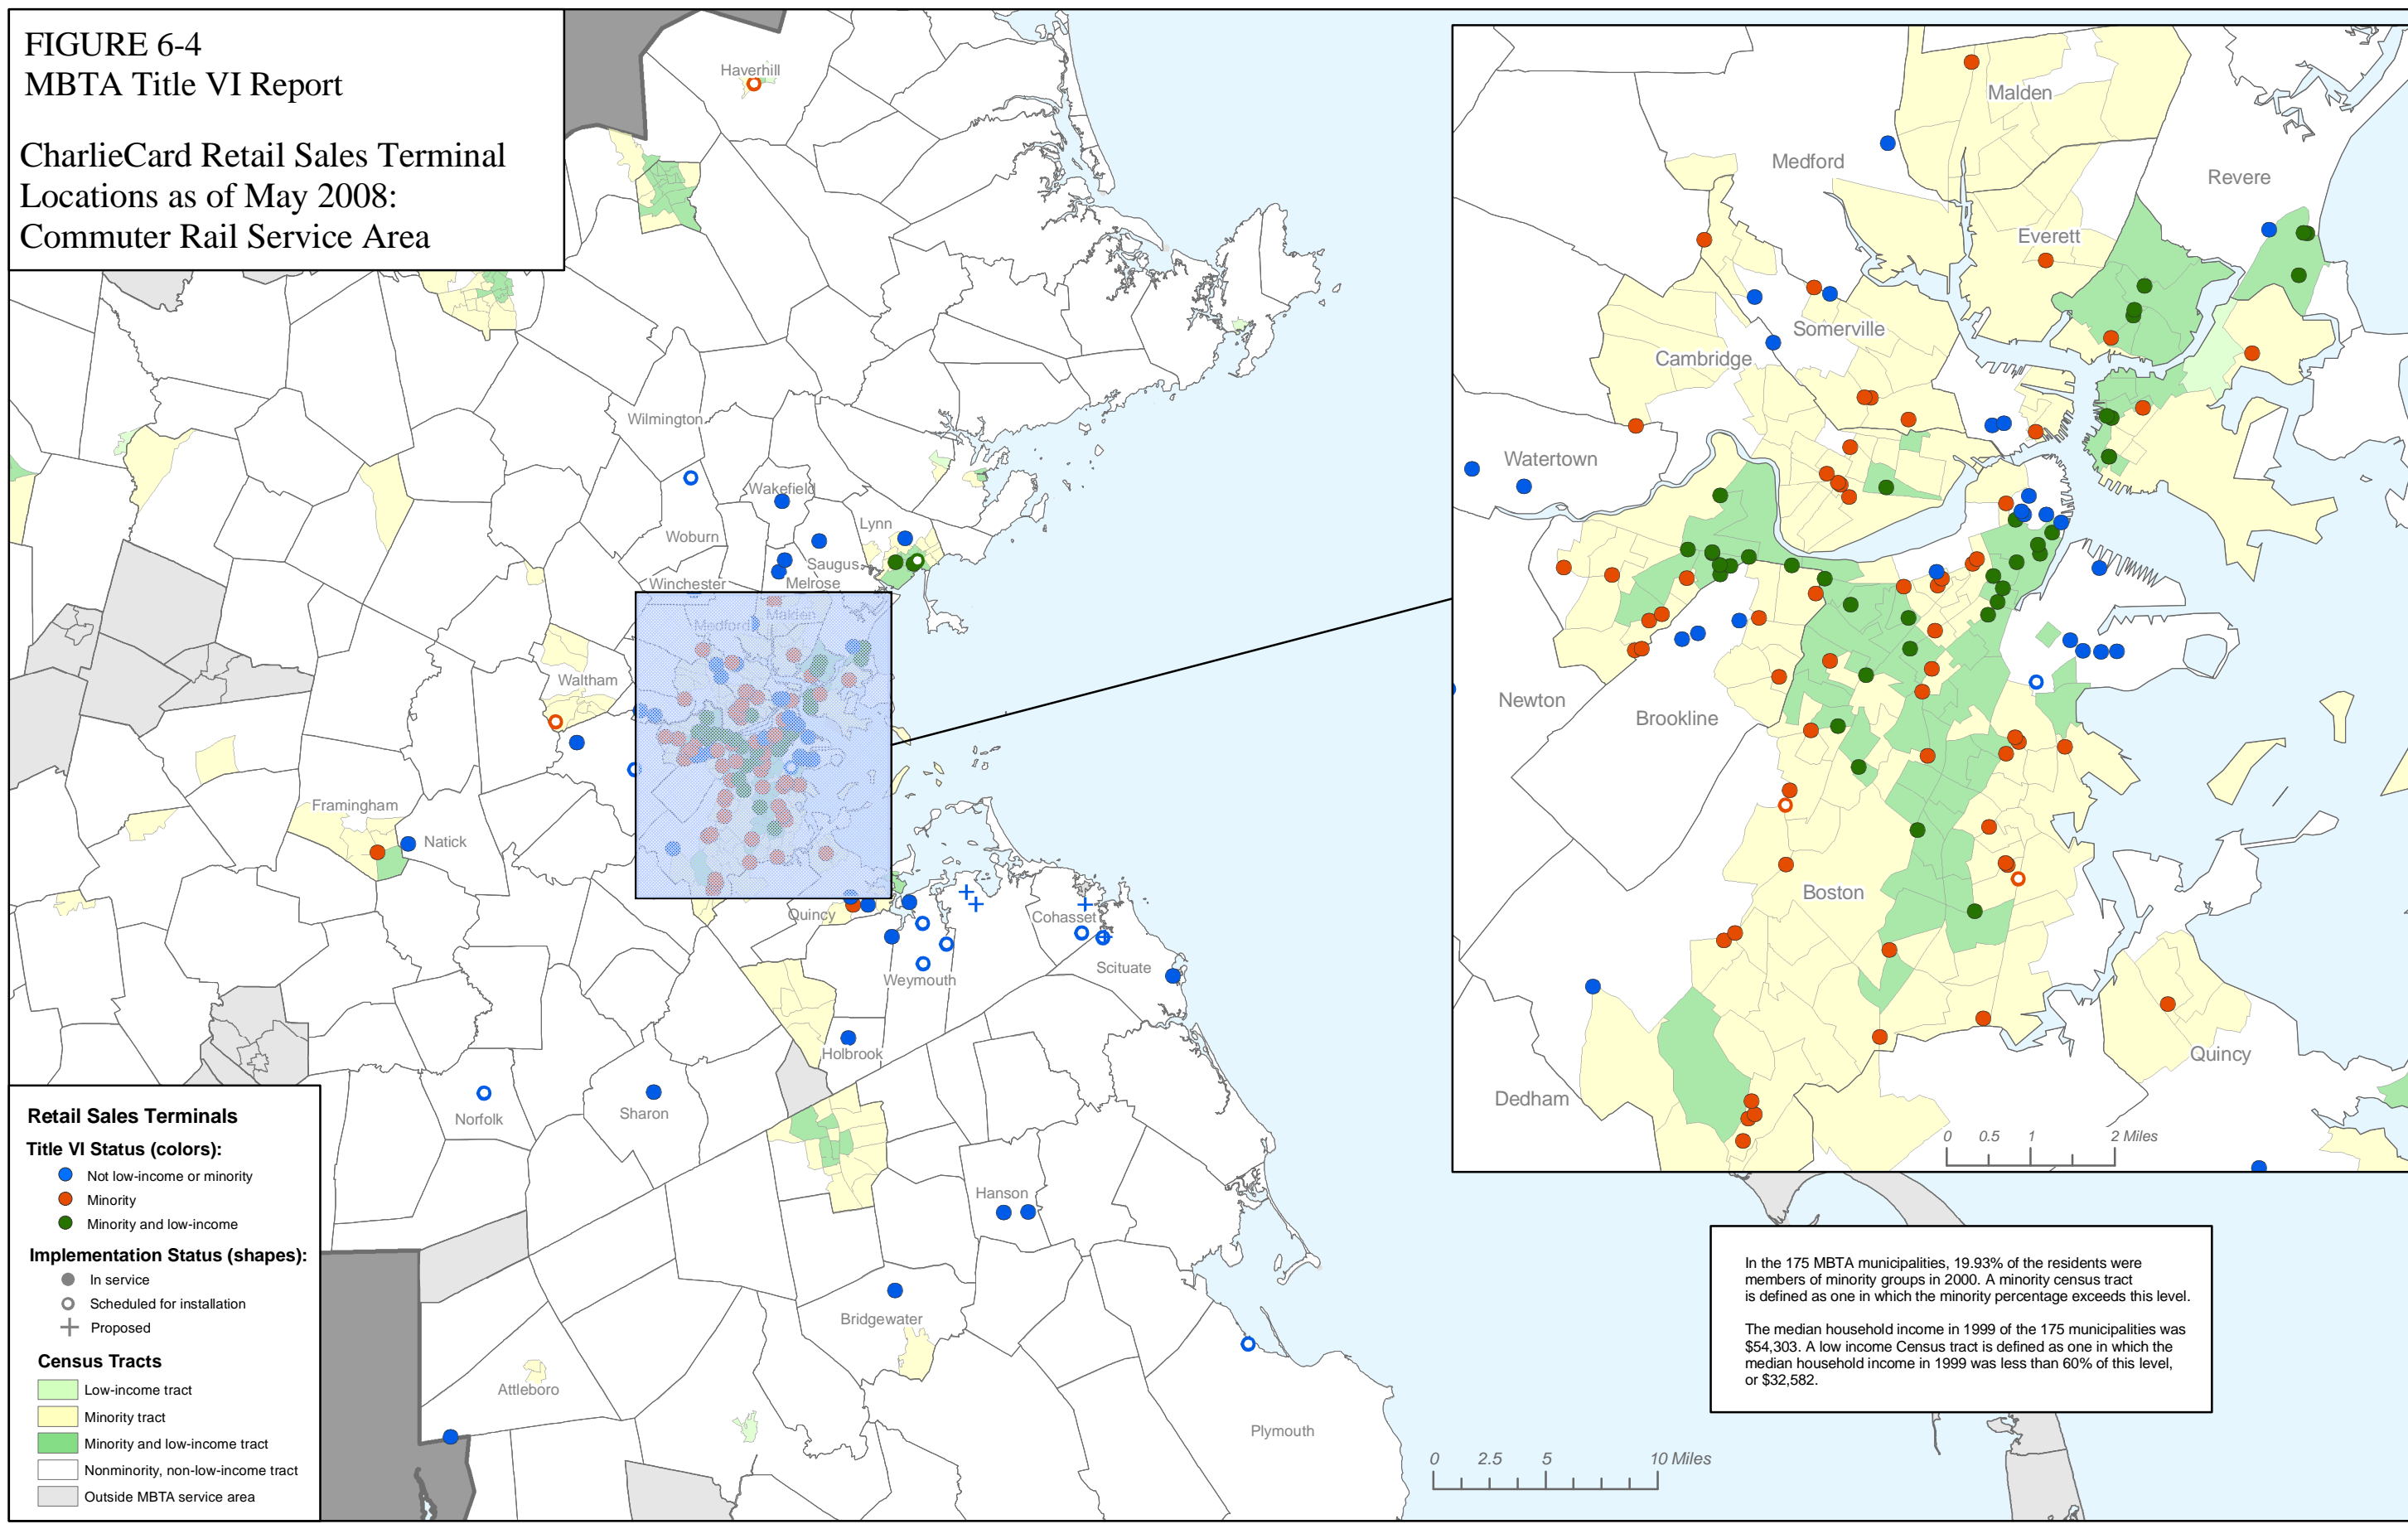 FIGURE 6-4
MBTA Title VI Report
CharlieCard Retail Sales Terminal
Locations as of May 2008:
Commuter Rail Service Area
Haverhill
Wilmington
Wakefield
Woburn
Lynn
Saugus
Winchester
Melrose
Medford
Malden
Waltham
Framingham
Natick
Quincy
Cohasset
Weymouth
Scituate
Holbrook
Norfolk
Sharon
Hanson
Bridgewater
Attleboro
Plymouth
0 2.5 5 10 Miles
Malden
Medford
Revere
Everett
Somerville
Cambridge
Watertown
Newton
Brookline
Boston
Quincy
Dedham
0 0.5 1 2 Miles
Retail Sales Terminals
Title VI Status (colors):
Not low-income or minority
Minority
Minority and low-income
Implementation Status (shapes):
In service
Scheduled for installation
Proposed
Census Tracts
Low-income tract
Minority tract
Minority and low-income tract
Nonminority, non-low-income tract
Outside MBTA service area
In the 175 MBTA municipalities, 19.93% of the residents were
members of minority groups in 2000. A minority census tract
is defined as one in which the minority percentage exceeds this level.
The median household income in 1999 of the 175 municipalities was
$54,303. A low income Census tract is defined as one in which the
median household income in 1999 was less than 60% of this level,
or $32,582.